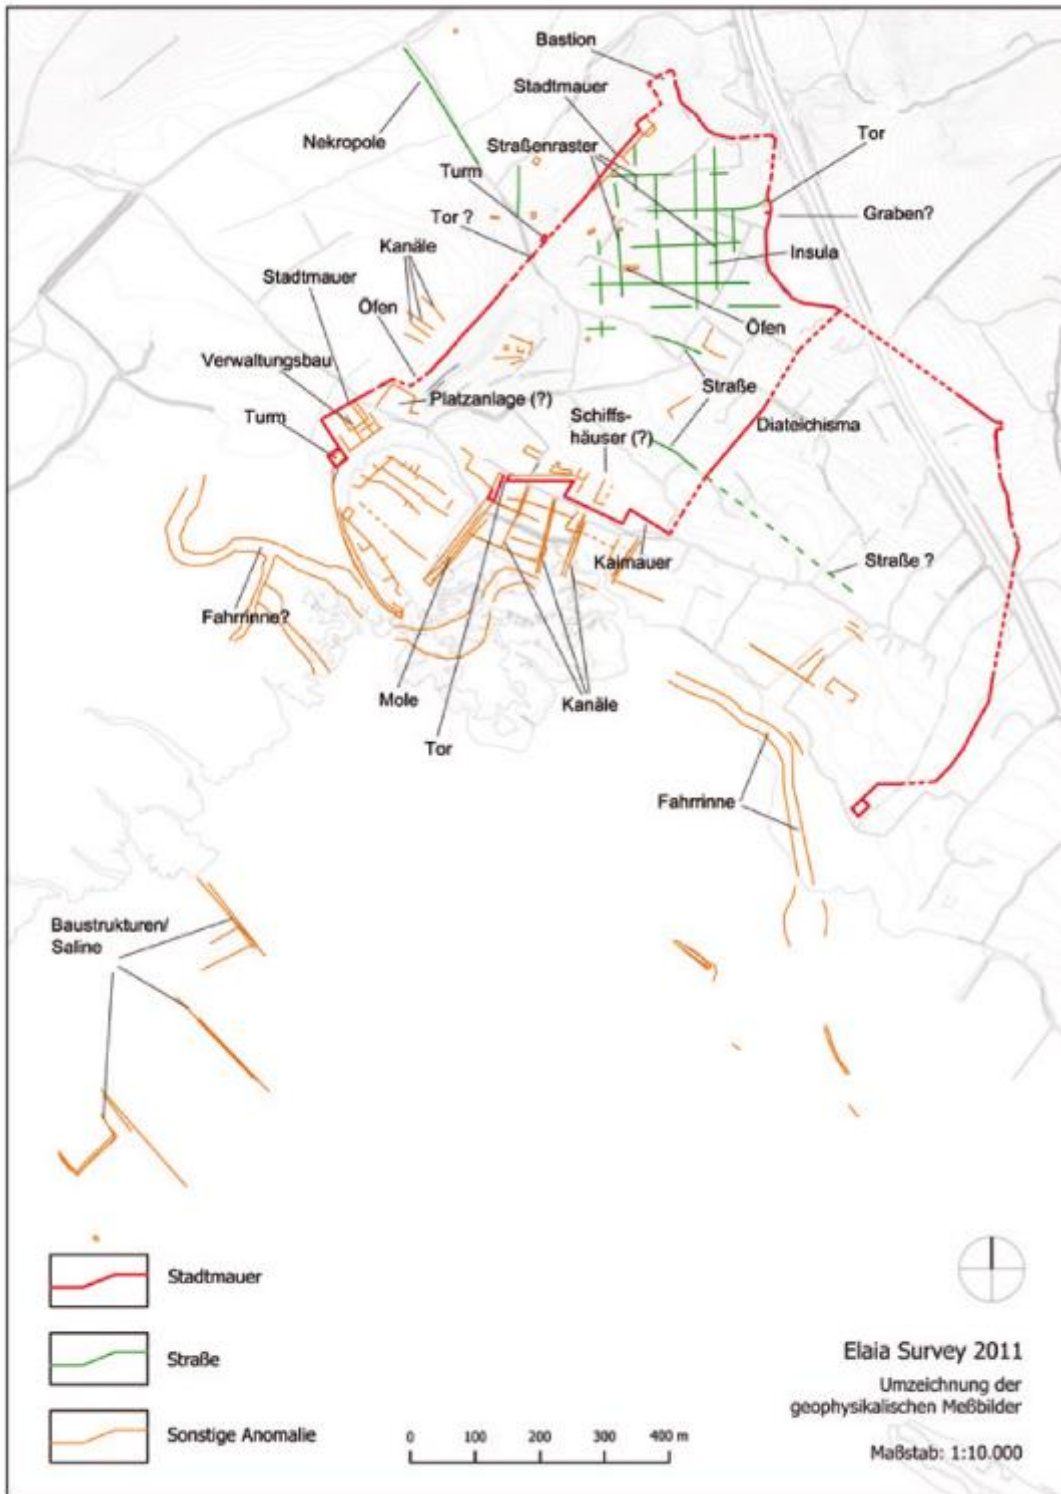 Bastion
Stadtmauer
Nekropole
Straßenraster
Tor
Turm
Graben?
Tor ?
Kanäle
Insula
Stadtmauer
Öfen
Öfen
Verwaltungsbau
Straße
Platzanlage (?)
Turm
Schiffs-
häuser (?)
Diateichisma
Kaimauer
Straße ?
Fahrrinne?
Mole
Kanäle
Tor
Fahrrinne
Baustrukturen/
Saline
Stadtmauer
Straße
Sonstige Anomalie
0 100 200 300 400 m
Elaia Survey 2011
Umzeichnung der
geophysikalischen Meßbilder
Maßstab: 1:10.000